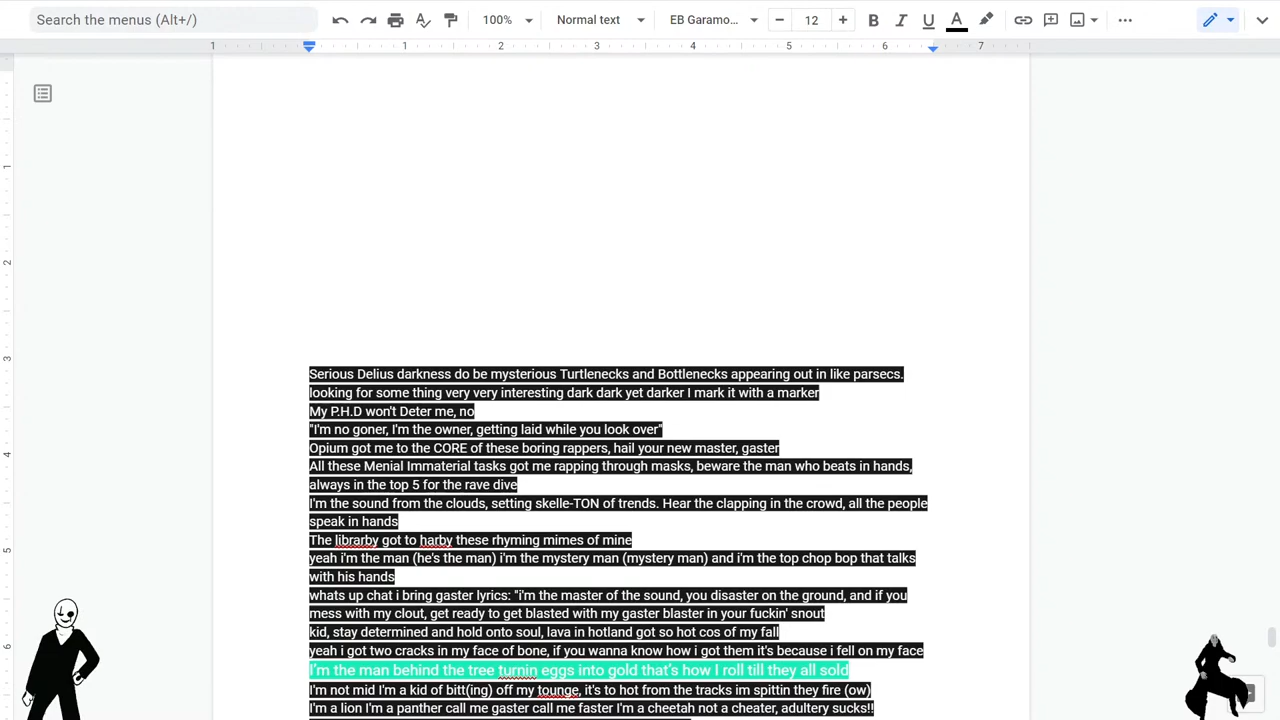 Search the menus (Alt+/)
100%
Normal text
EB Garamo...
12
B I U A
1 1 2 3 4 5 6 7
1
2
3
4
5
6
Serious Delius darkness do be mysterious Turtlenecks and Bottlenecks appearing out in like parsecs.
looking for some thing very very interesting dark dark yet darker I mark it with a marker
My P.H.D won't Deter me, no
"I'm no goner, I'm the owner, getting laid while you look over"
Opium got me to the CORE of these boring rappers, hail your new master, gaster
All these Menial Immaterial tasks got me rapping through masks, beware the man who beats in hands,
always in the top 5 for the rave dive
I'm the sound from the clouds, setting skelle-TON of trends. Hear the clapping in the crowd, all the people
speak in hands
The librarby got to harby these rhyming mimes of mine
yeah i'm the man (he's the man) i'm the mystery man (mystery man) and i'm the top chop bop that talks
with his hands
whats up chat i bring gaster lyrics: "i'm the master of the sound, you disaster on the ground, and if you
mess with my clout, get ready to get blasted with my gaster blaster in your fuckin' snout
kid, stay determined and hold onto soul, lava in hotland got so hot cos of my fall
yeah i got two cracks in my face of bone, if you wanna know how i got them it's because i fell on my face
I'm the man behind the tree turnin eggs into gold that's how I roll till they all sold
I'm not mid I'm a kid of bitt(ing) off my tounge, it's to hot from the tracks im spittin they fire (ow)
I'm a lion I'm a panther call me gaster call me faster I'm a cheetah not a cheater, adultery sucks!!